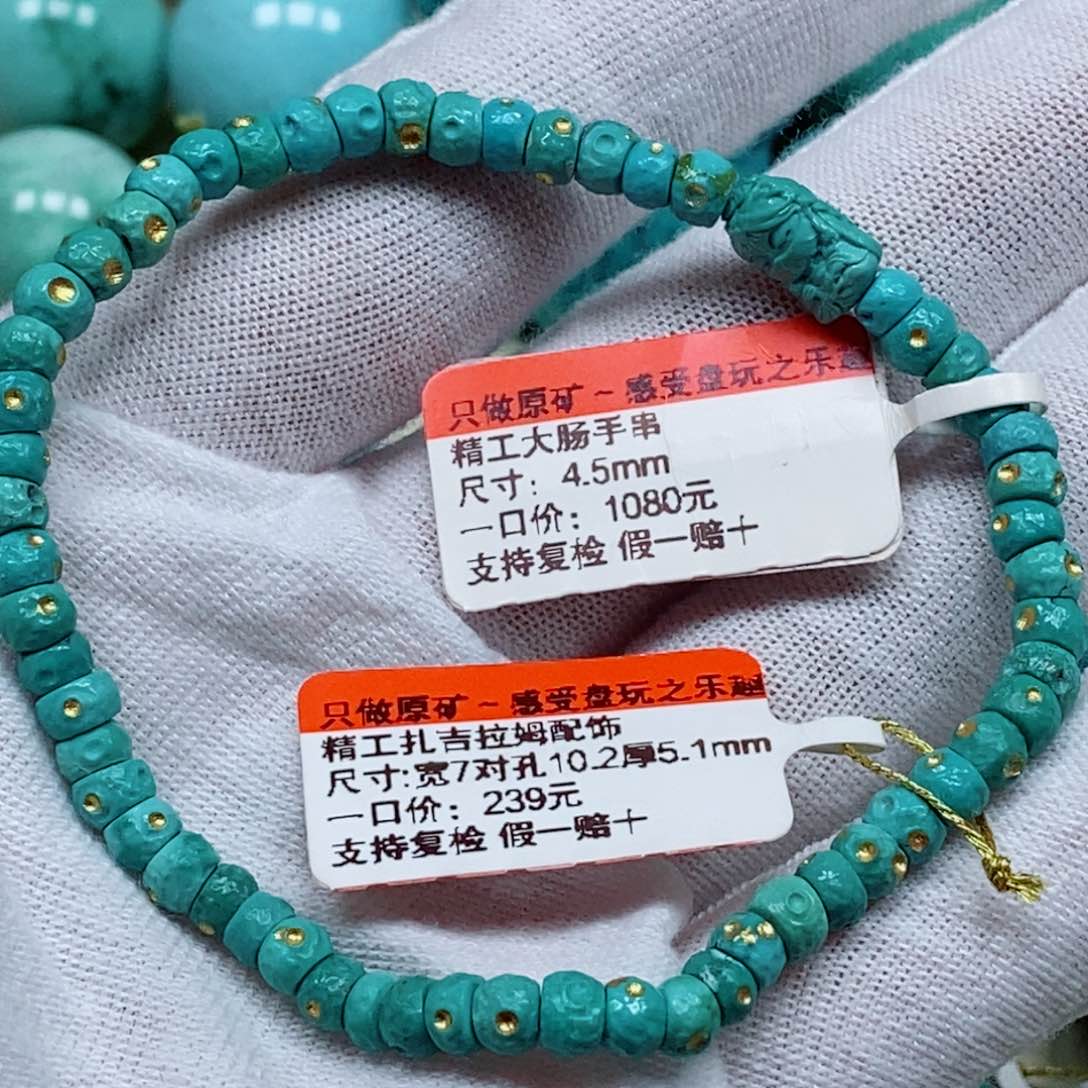 只做原矿~感受盘玩之乐趣
精工大肠手串
尺寸：4.5mm
一口价：1080元
支持复检 假一赔十
只做原矿~感受盘玩之乐趣
精工扎吉拉姆配饰
尺寸:宽7对孔10.2厚5.1mm
一口价：239元
支持复检 假一赔十